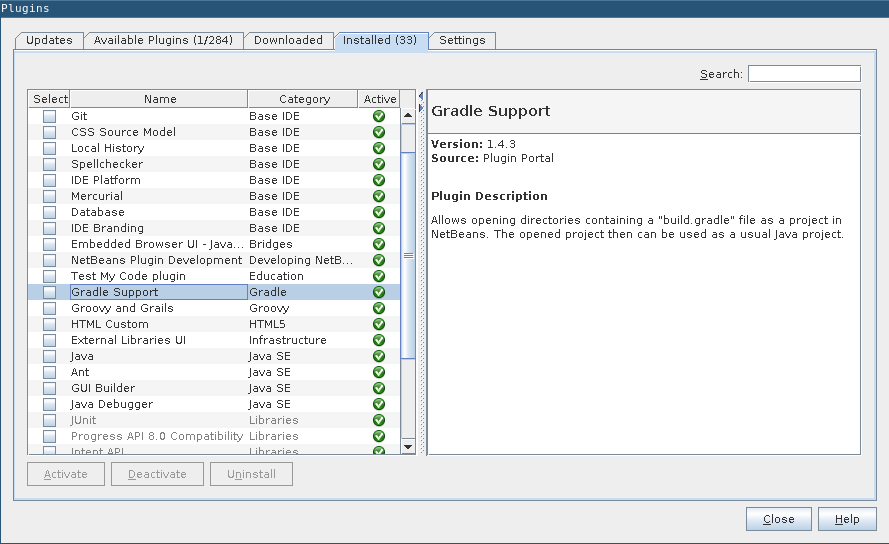 Plugins
Updates Available Plugins (1/284) Downloaded Installed (33) Settings
Search:
Select Name Category Active
Git Base IDE
CSS Source Model Base IDE
Local History Base IDE
Spellchecker Base IDE
IDE Platform Base IDE
Mercurial Base IDE
Database Base IDE
IDE Branding Base IDE
Embedded Browser UI - Java... Bridges
NetBeans Plugin Development Developing NetB...
Test My Code plugin Education
Gradle Support Gradle
Groovy and Grails Groovy
HTML Custom HTML5
External Libraries UI Infrastructure
Java Java SE
Ant Java SE
GUI Builder Java SE
Java Debugger Java SE
JUnit Libraries
Progress API 8.0 Compatibility Libraries
Intent API Libraries
Gradle Support
Version: 1.4.3
Source: Plugin Portal
Plugin Description
Allows opening directories containing a "build.gradle" file as a project in
NetBeans. The opened project then can be used as a usual Java project.
Activate Deactivate Uninstall
Close Help